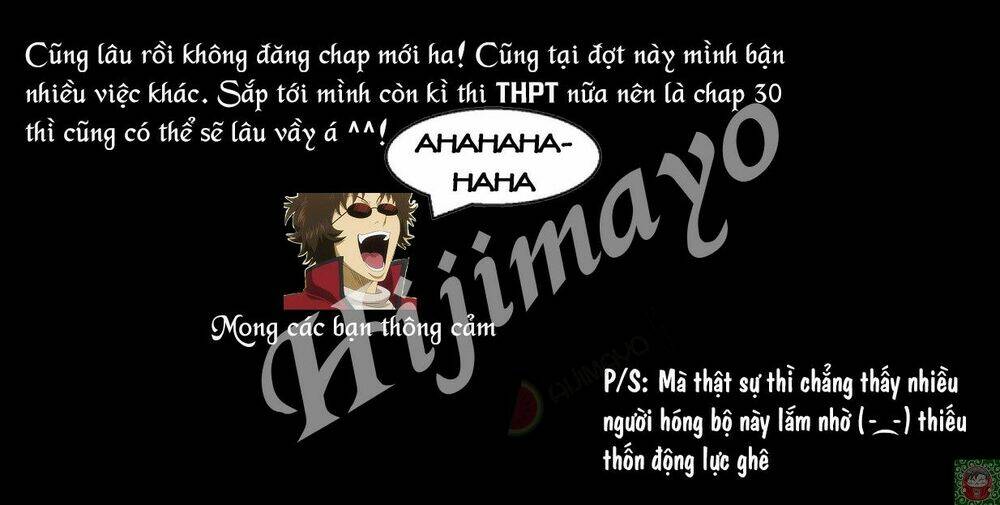 Cũng lâu rồi không đăng chap mới ha! Cũng tại đợt này mình bận
nhiều việc khác. Sắp tới mình còn kì thi THPT nữa nên là chap 30
thì cũng có thể sẽ lâu vầy á ^^!
AHAHAHA-
HAHA
Hijimayo
Mong các bạn thông cảm
HIJIMAYO
P/S: Mà thật sự thì chẳng thấy nhiều
người hóng bộ này lắm nhờ (-⁔-) thiếu
thốn động lực ghê